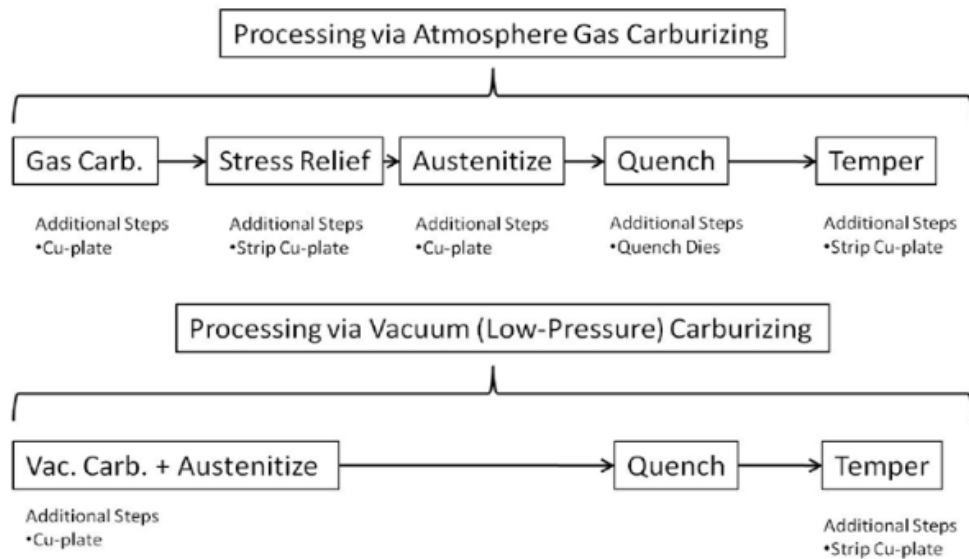 Processing via Atmosphere Gas Carburizing
Gas Carb.
Stress Relief
Austenitize
Quench
Temper
Additional Steps
•Cu-plate
Additional Steps
•Strip Cu-plate
Additional Steps
•Cu-plate
Additional Steps
•Quench Dies
Additional Steps
•Strip Cu-plate
Processing via Vacuum (Low-Pressure) Carburizing
Vac. Carb. + Austenitize
Quench
Temper
Additional Steps
•Cu-plate
Additional Steps
•Strip Cu-plate